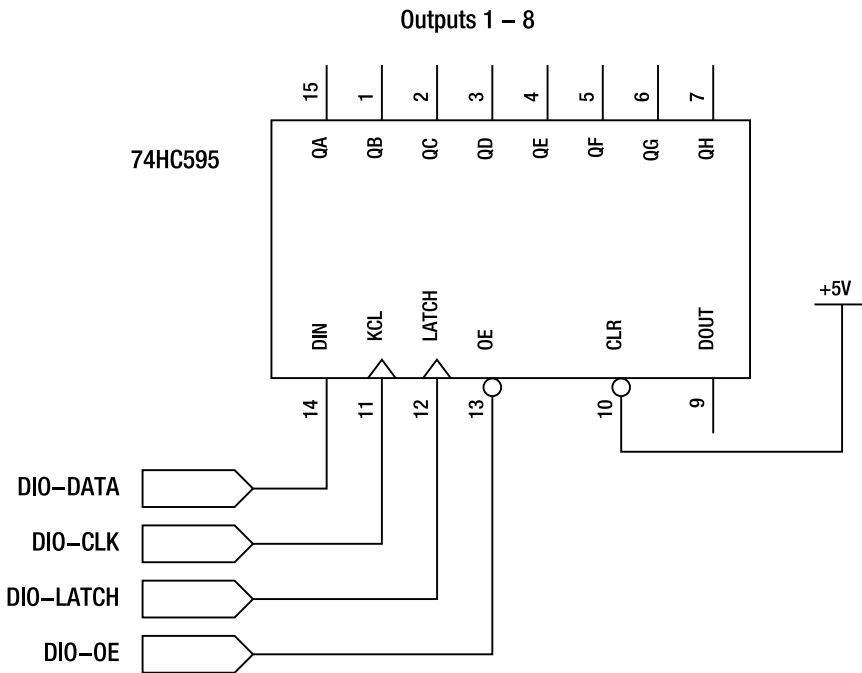 Outputs 1 – 8
15 1 2 3 4 5 6 7
QA QB QC QD QE QF QG QH
74HC595
+5V
DIN KCL LATCH OE CLR DOUT
14 11 12 13 10 9
DIO–DATA
DIO–CLK
DIO–LATCH
DIO–OE